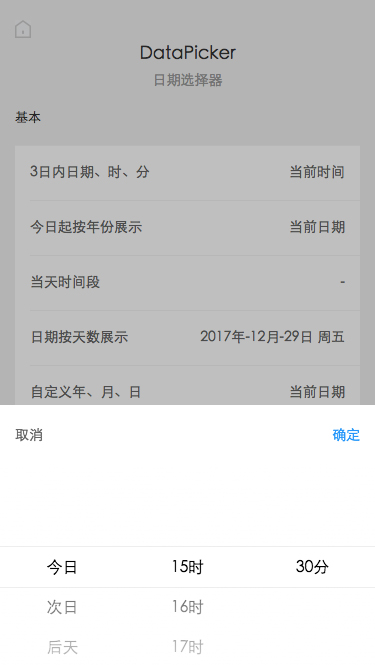 DataPicker
日期选择器
基本
3日内日期、时、分 当前时间
今日起按年份展示 当前日期
当天时间段 -
日期按天数展示 2017年-12月-29日 周五
自定义年、月、日 当前日期
取消 确定
今日 15时 30分
次日 16时
后天 17时